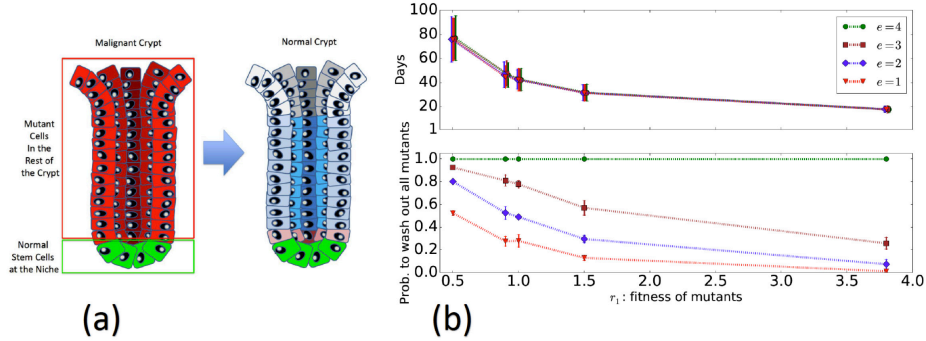 Malignant Crypt
Normal Crypt
Mutant
Cells
In the
Rest of
the Crypt
Normal
Stem Cells
at the Niche
(a)
(b)
Days
100
80
60
40
20
1
e = 4
e = 3
e = 2
e = 1
Prob. to wash out all mutants
1.0
0.8
0.6
0.4
0.2
0.0
0.5
1.0
1.5
2.0
2.5
3.0
3.5
4.0
r₁: fitness of mutants